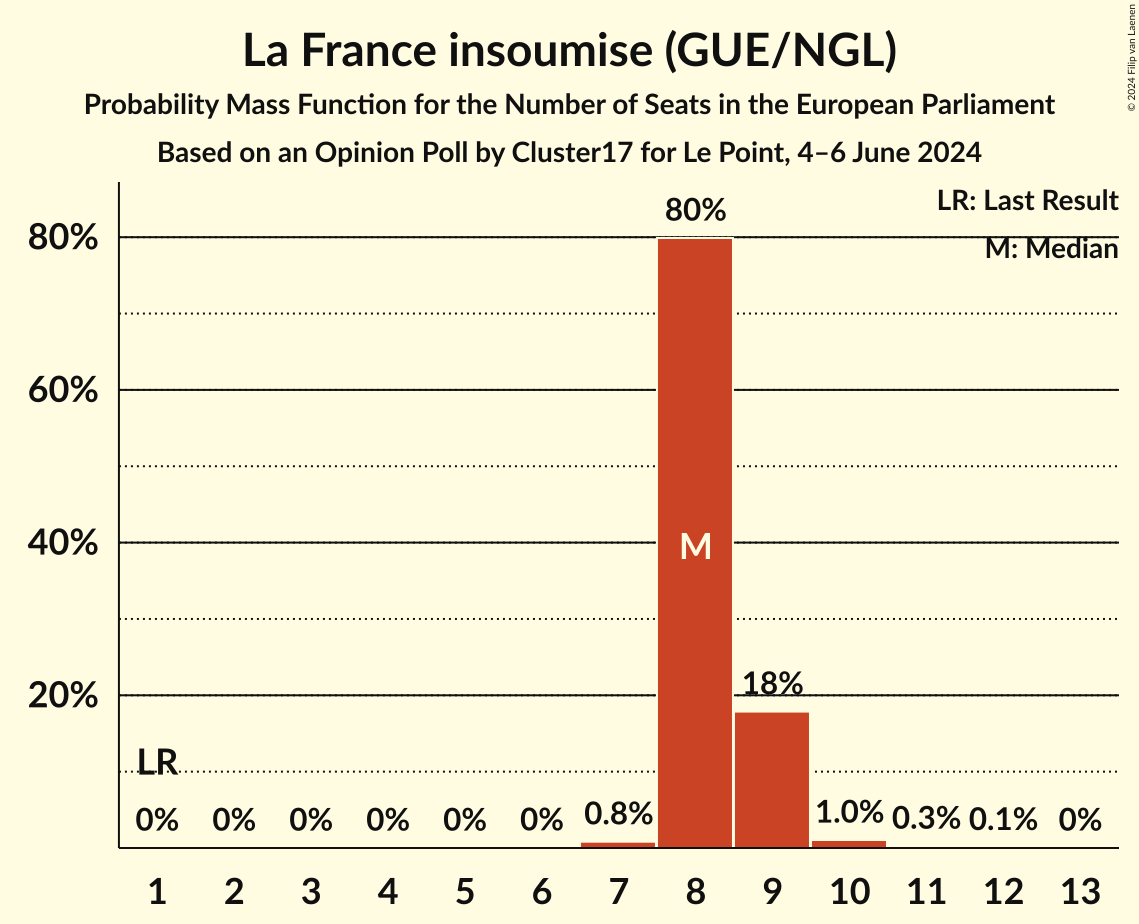 La France insoumise (GUE/NGL)
Probability Mass Function for the Number of Seats in the European Parliament
Based on an Opinion Poll by Cluster17 for Le Point, 4–6 June 2024
© 2024 Filip van Laenen
LR: Last Result
M: Median
80%
60%
40%
20%
LR
0% 0% 0% 0% 0% 0% 0.8% 80% 18% 1.0% 0.3% 0.1% 0%
M
1 2 3 4 5 6 7 8 9 10 11 12 13